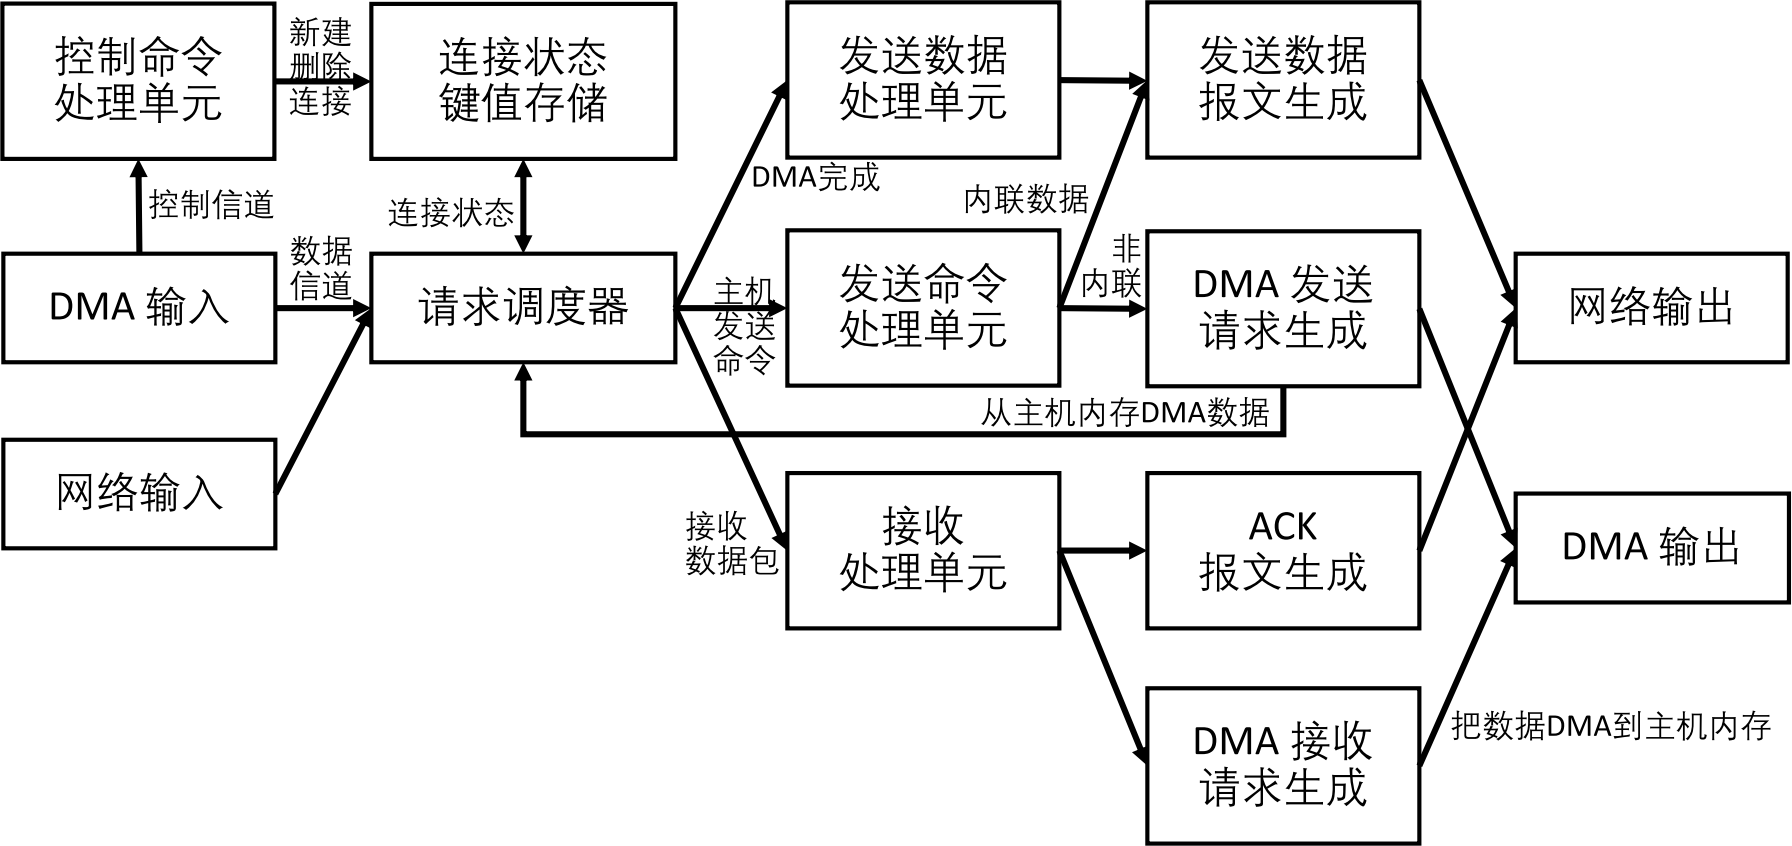 控制命令
处理单元
新建
删除
连接
连接状态
键值存储
发送数据
处理单元
发送数据
报文生成
控制信道
连接状态
DMA完成
内联数据
DMA 输入
数据
信道
请求调度器
主机
发送
命令
发送命令
处理单元
非
内联
DMA 发送
请求生成
网络输出
从主机内存DMA数据
网络输入
接收
数据包
接收
处理单元
ACK
报文生成
DMA 输出
DMA 接收
请求生成
把数据DMA到主机内存